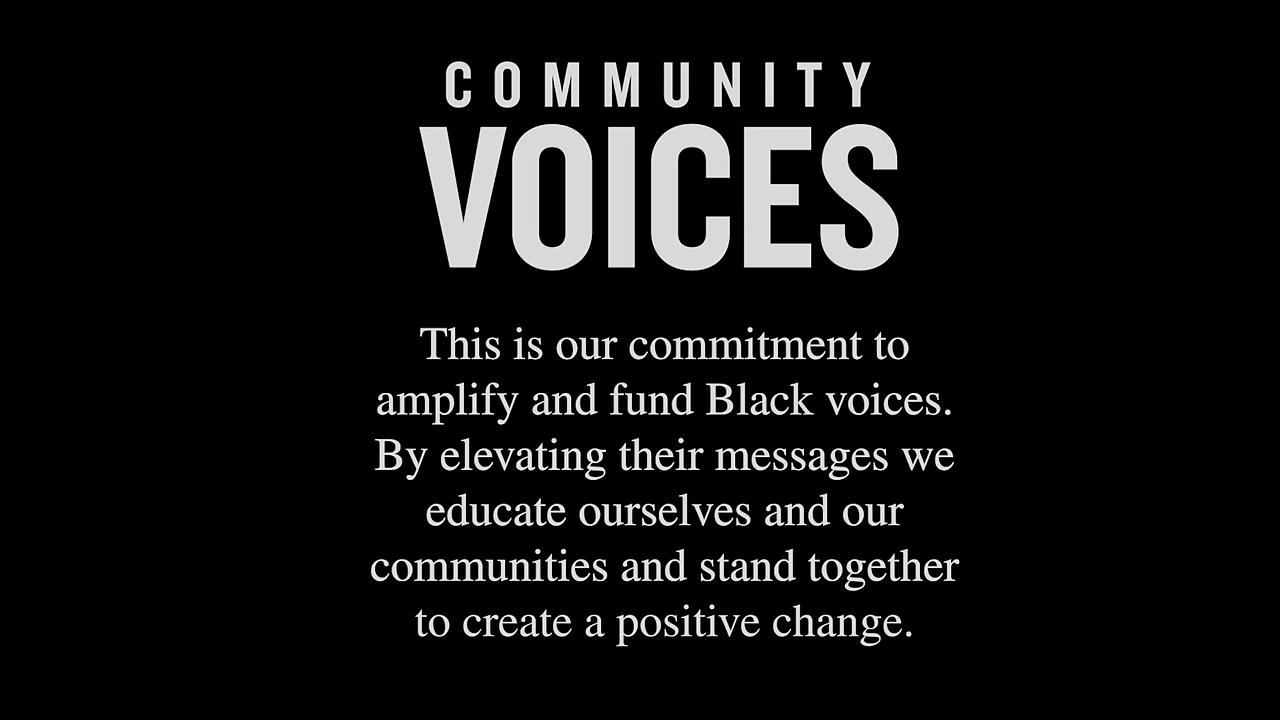 COMMUNITY
VOICES
This is our commitment to
amplify and fund Black voices.
By elevating their messages we
educate ourselves and our
communities and stand together
to create a positive change.